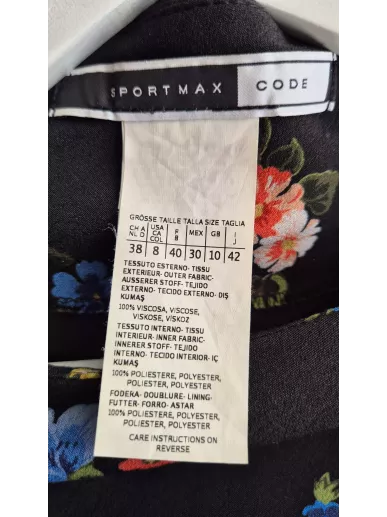 SPORTMAX CODE
GRÖSSE TAILLE TALLA SIZE TAGLIA
CH A NL D USA CA COL F B MEX GB I J
38 8 40 30 10 42
TESSUTO ESTERNO- TISSU
EXTERIEUR- OUTER FABRIC-
AUSSERER STOFF- TEJIDO
EXTERNO- TECIDO EXTERNO- DIŞ
KUMAŞ
100% VISCOSA, VISCOSE,
VISKOSE, VISKOZ
TESSUTO INTERNO- TISSU
INTERIEUR- INNER FABRIC-
INNERER STOFF- TEJIDO
INTERNO- TECIDO INTERIOR- IÇ
KUMAŞ
100% POLIESTERE, POLYESTER,
POLIESTER, POLYESTER
FODERA- DOUBLURE- LINING-
FUTTER- FORRO- ASTAR
100% POLIESTERE, POLYESTER,
POLIESTER, POLYESTER
CARE INSTRUCTIONS ON
REVERSE